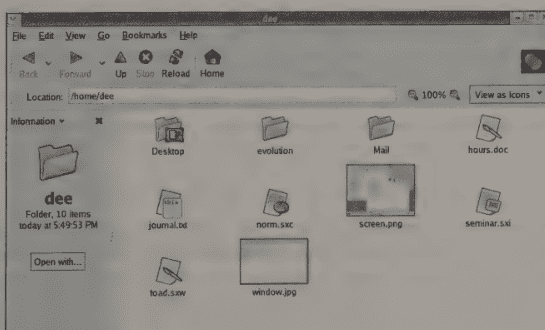 dee
File Edit View Go Bookmarks Help
Back Forward Up Stop Reload Home
Location: /home/dee 100% View as Icons
Information
Desktop evolution Mail hours.doc
dee
Folder, 10 items
today at 5:49:53 PM
journal.txt norm.sxc screen.png seminar.sxi
Open with...
toad.sxw window.jpg